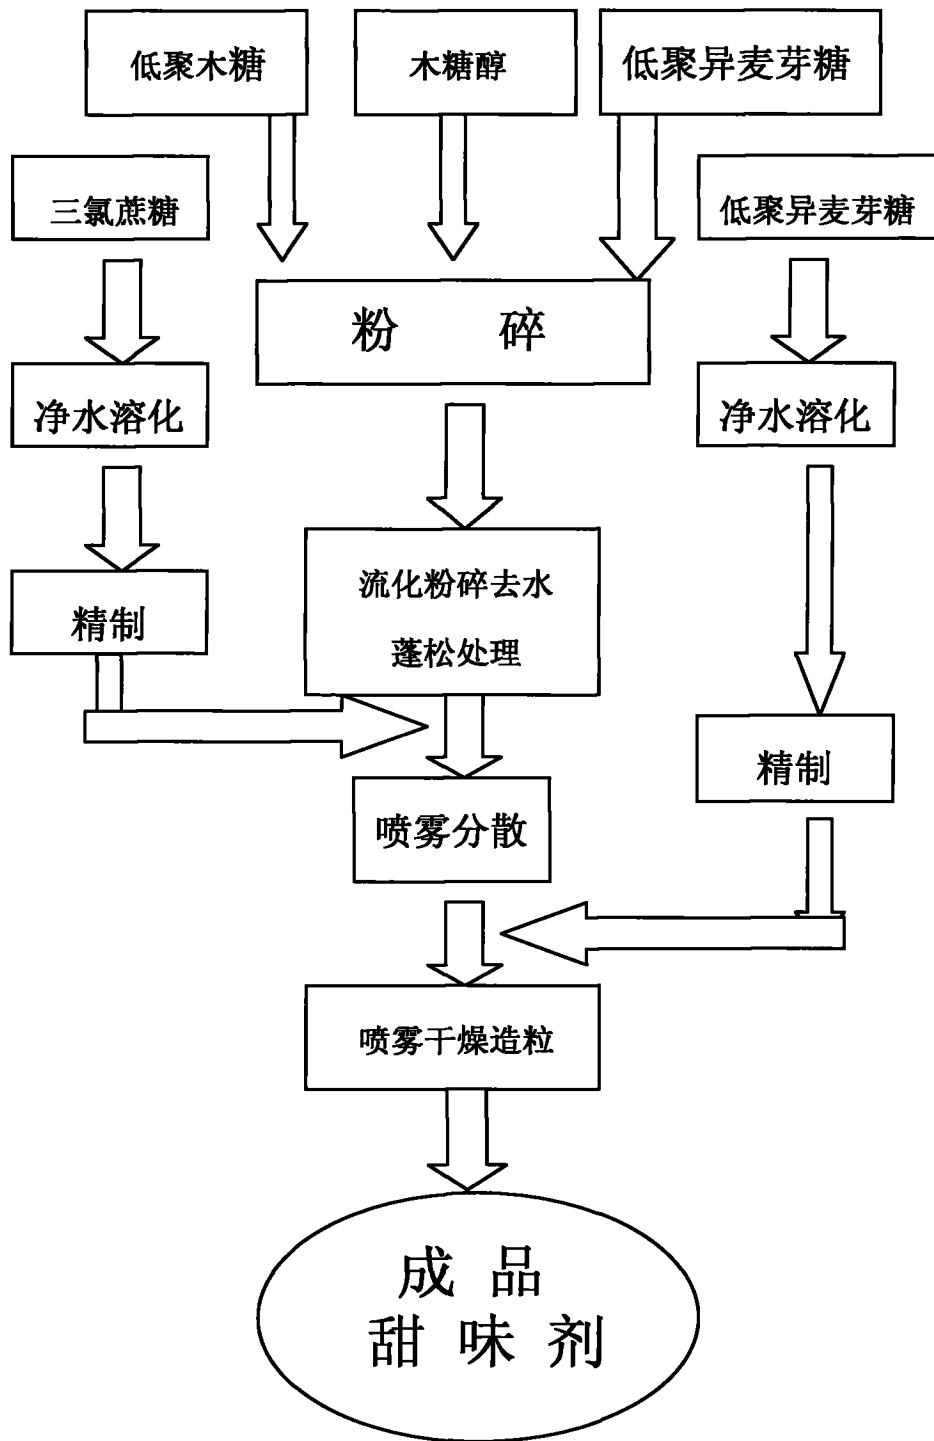 低聚木糖
木糖醇
低聚异麦芽糖
三氯蔗糖
低聚异麦芽糖
粉 碎
净水溶化
净水溶化
流化粉碎去水
蓬松处理
精制
精制
喷雾分散
喷雾干燥造粒
成 品
甜 味 剂